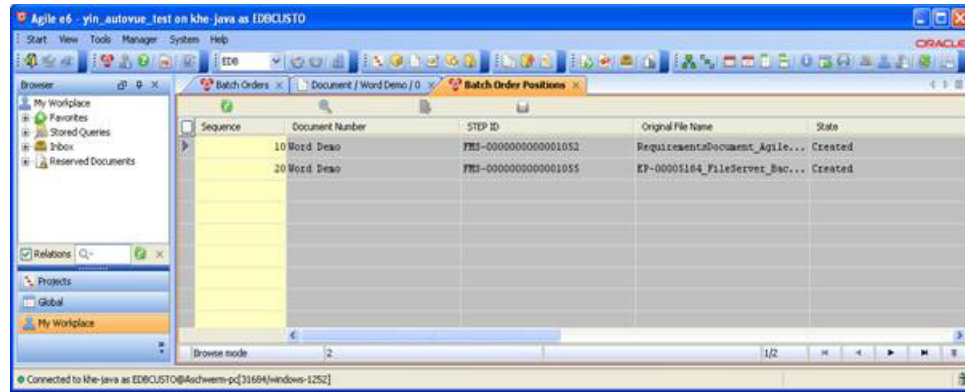 Agile e6 - yin_autovue_test on khe-java as EDBCUSTO
Start View Tools Manager System Help
ORACLE
EDB
Browser
Batch Orders
Document / Word Demo / 0
Batch Order Positions
My Workplace
Favorites
Stored Queries
Inbox
Reserved Documents
Sequence Document Number STEP ID Original File Name State
10 Word Demo FMS-0000000000001052 RequirementsDocument_Agile... Created
20 Word Demo FMS-0000000000001055 EP-00005164_FileServer_Bac... Created
Relations
Projects
Global
My Workplace
Browse mode 2 1/2
Connected to khe-java as EDBCUSTO@Aschwerm-pc[31684/windows-1252]